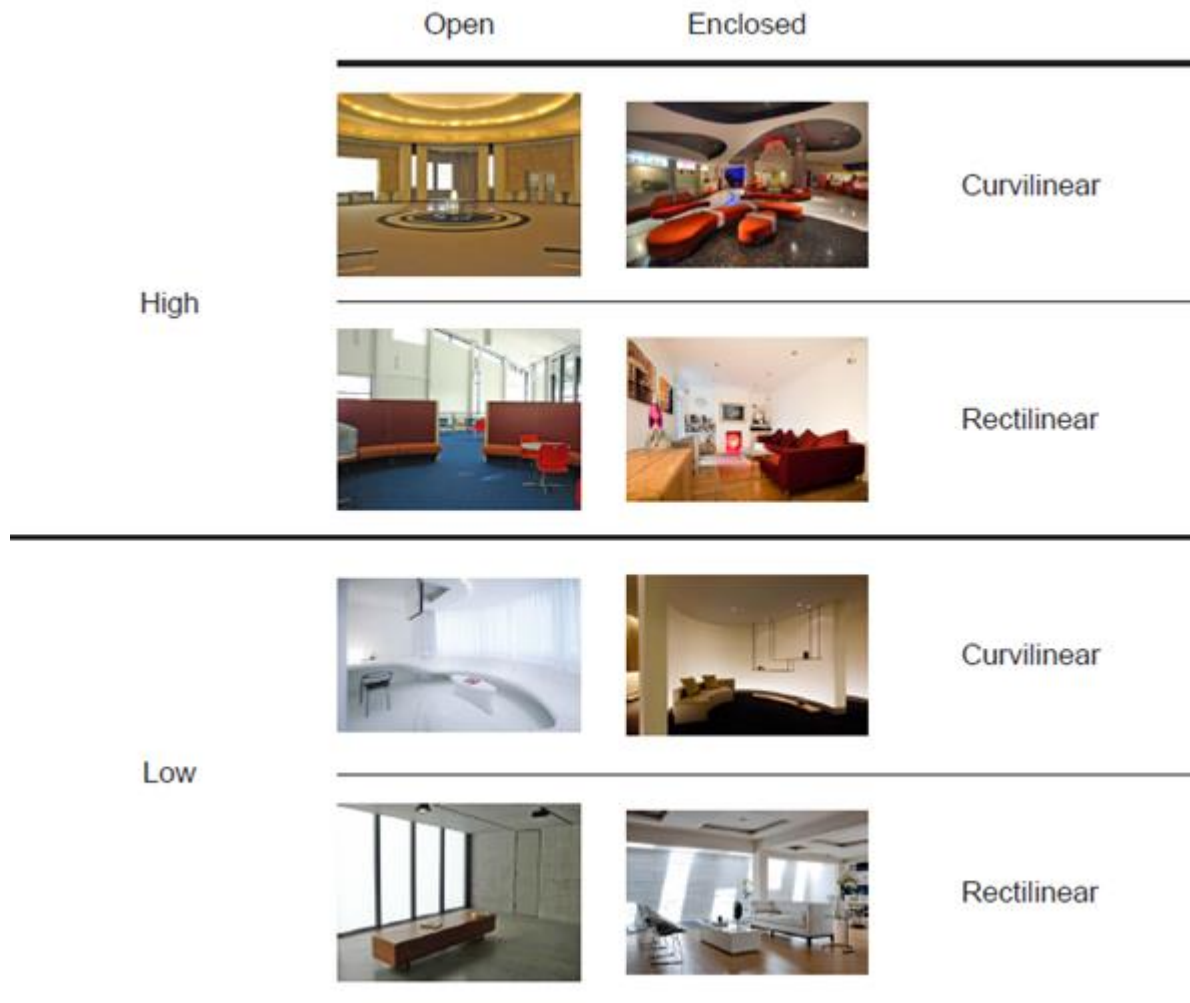 Open Enclosed
Curvilinear
High
Rectilinear
Curvilinear
Low
Rectilinear